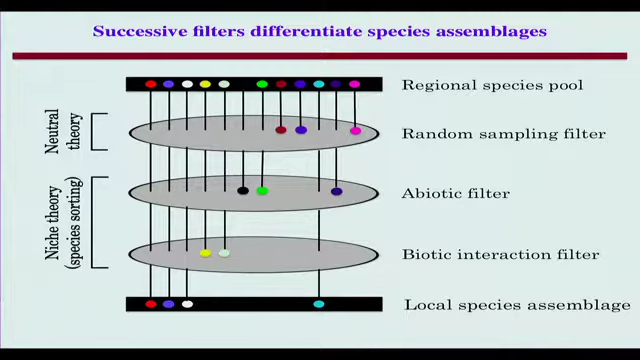 Successive filters differentiate species assemblages
Regional species pool
Neutral
theory
Random sampling filter
Niche theory
(species sorting)
Abiotic filter
Biotic interaction filter
Local species assemblage